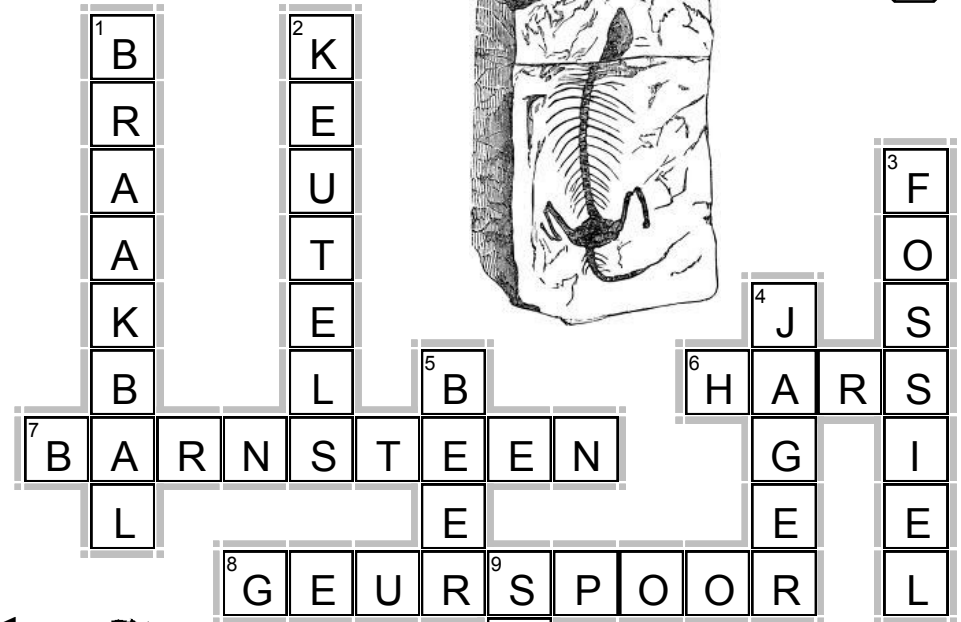 1 B 2 K
R E
A U 3 F
A T O
K E 4 J S
B L 5 B 6 H A R S
7 B A R N S T E E N G I
L E E E
8 G E U R 9 S P O O R L